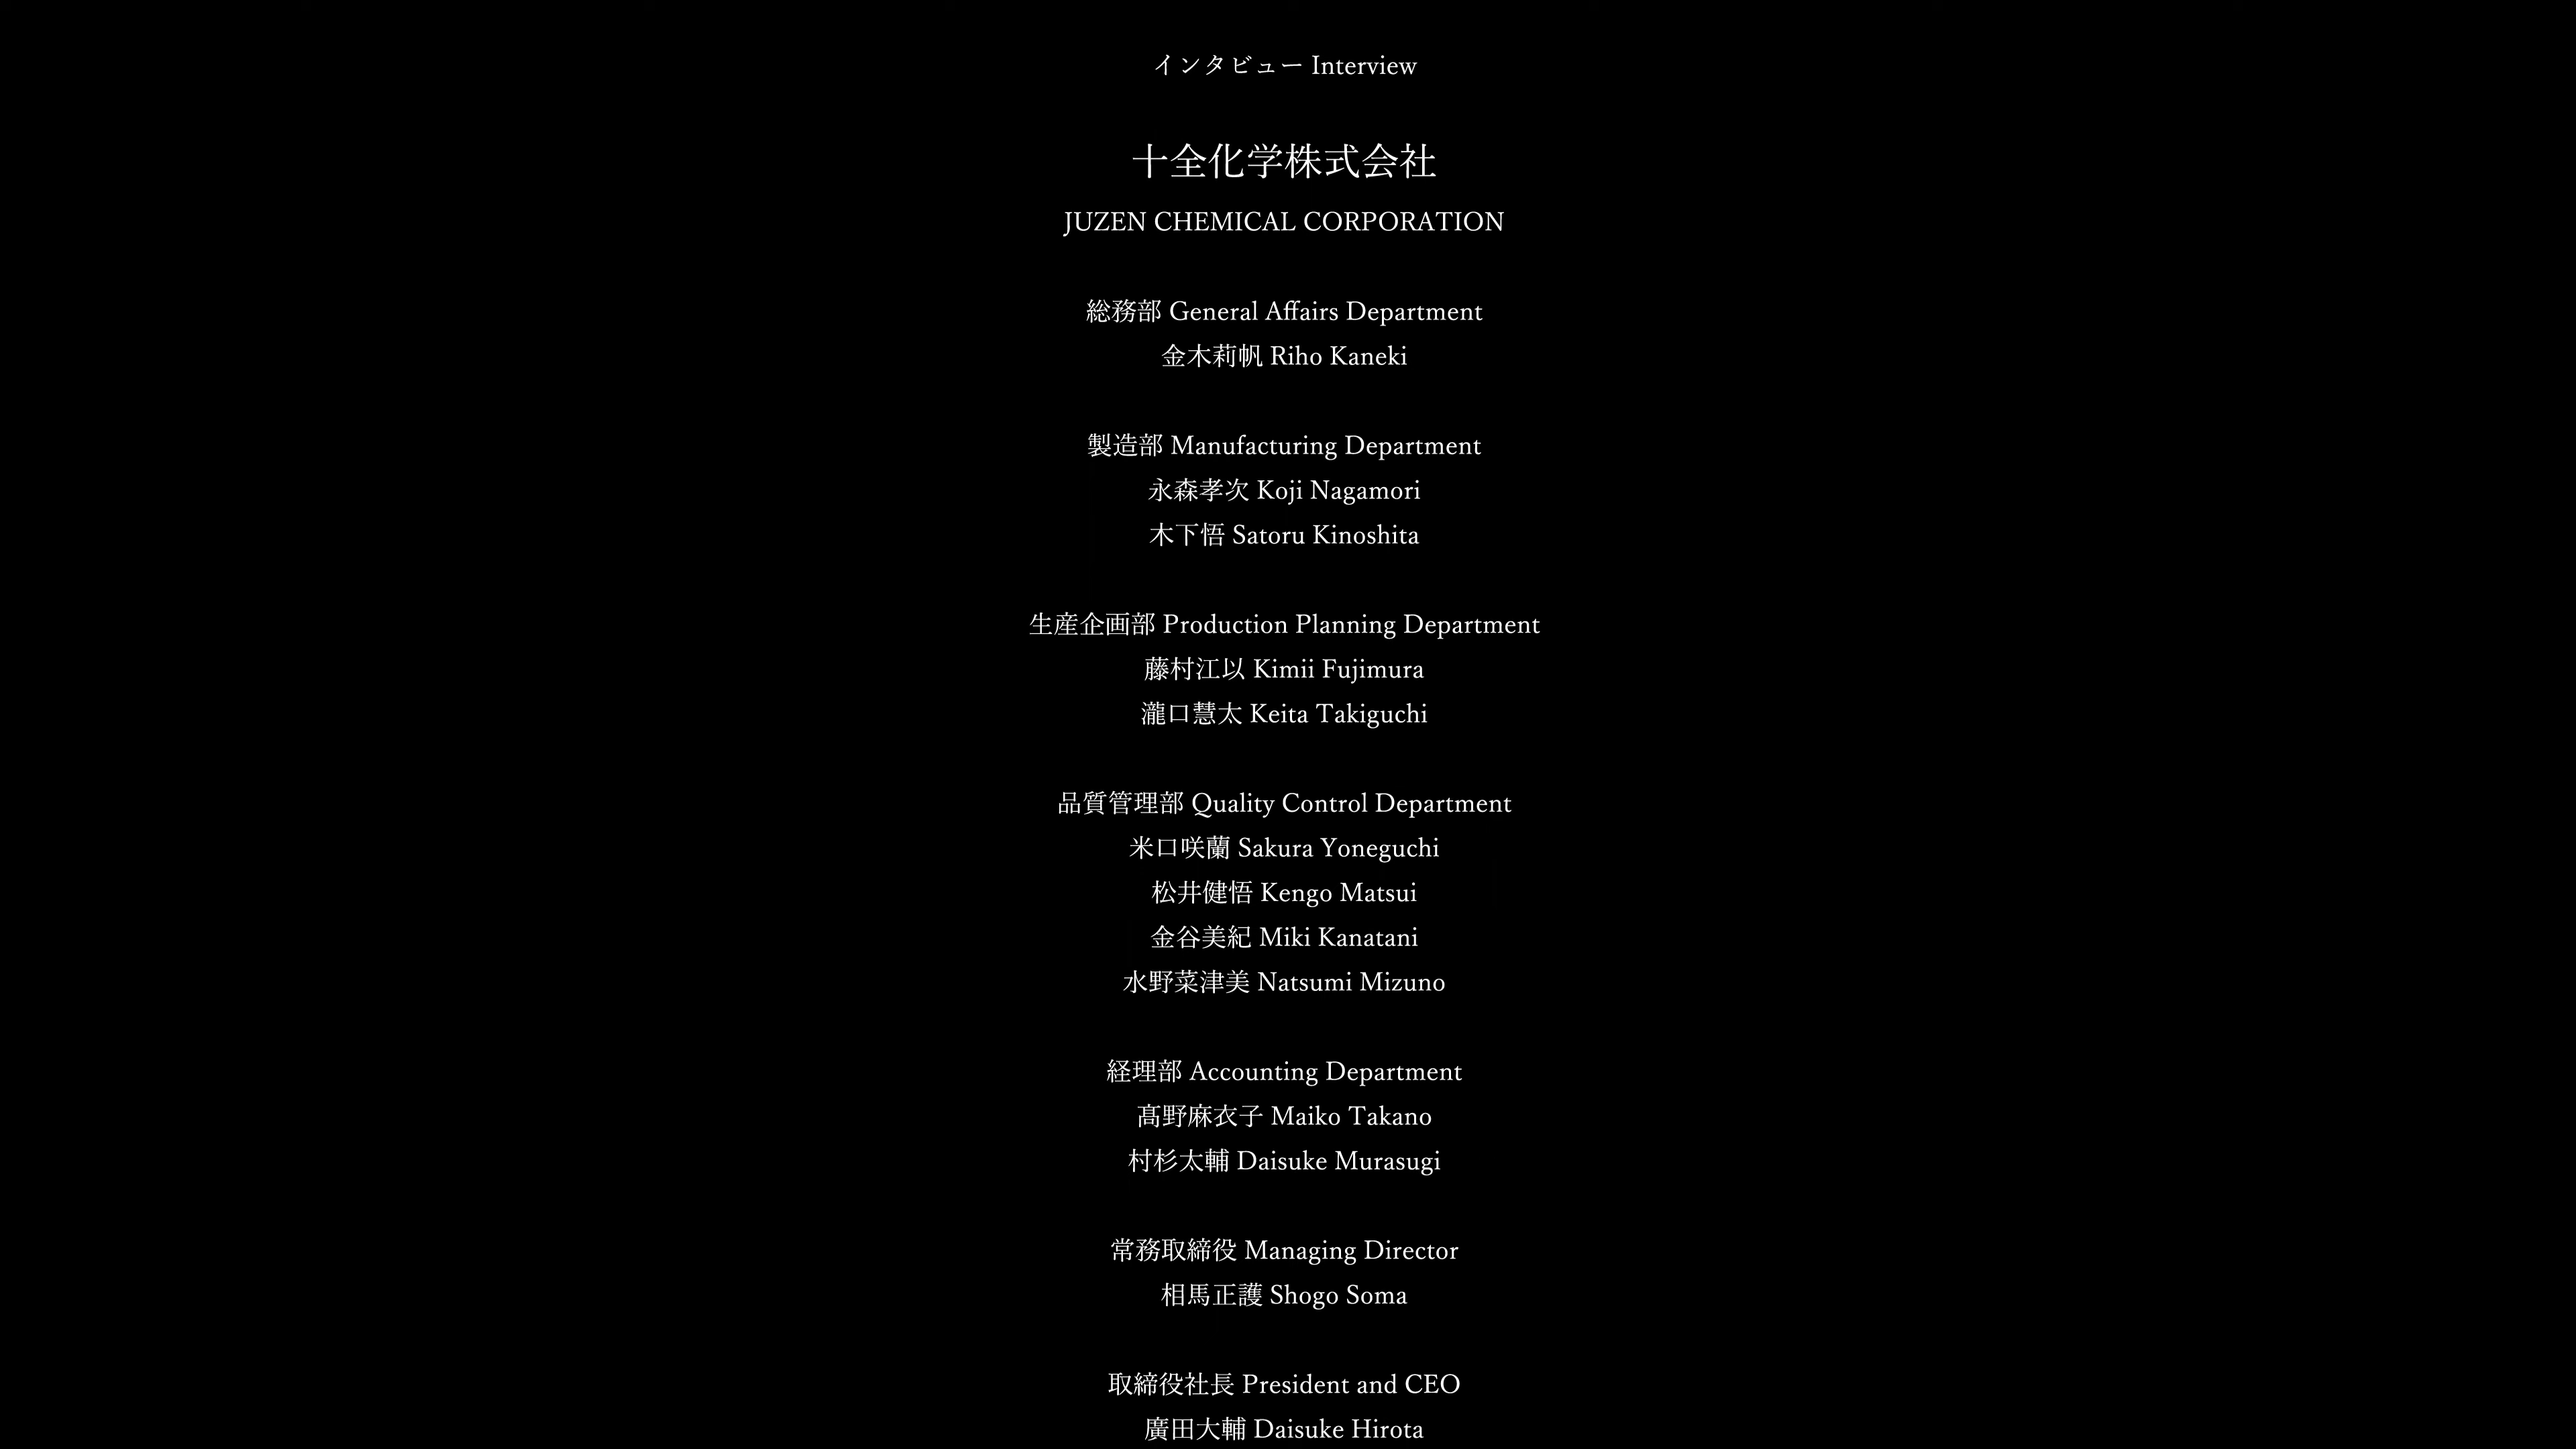 インタビュー Interview
十全化学株式会社
JUZEN CHEMICAL CORPORATION
総務部 General Affairs Department
金木莉帆 Riho Kaneki
製造部 Manufacturing Department
永森孝次 Koji Nagamori
木下悟 Satoru Kinoshita
生産企画部 Production Planning Department
藤村江以 Kimii Fujimura
瀧口慧太 Keita Takiguchi
品質管理部 Quality Control Department
米口咲蘭 Sakura Yoneguchi
松井健悟 Kengo Matsui
金谷美紀 Miki Kanatani
水野菜津美 Natsumi Mizuno
経理部 Accounting Department
髙野麻衣子 Maiko Takano
村杉太輔 Daisuke Murasugi
常務取締役 Managing Director
相馬正護 Shogo Soma
取締役社長 President and CEO
廣田大輔 Daisuke Hirota